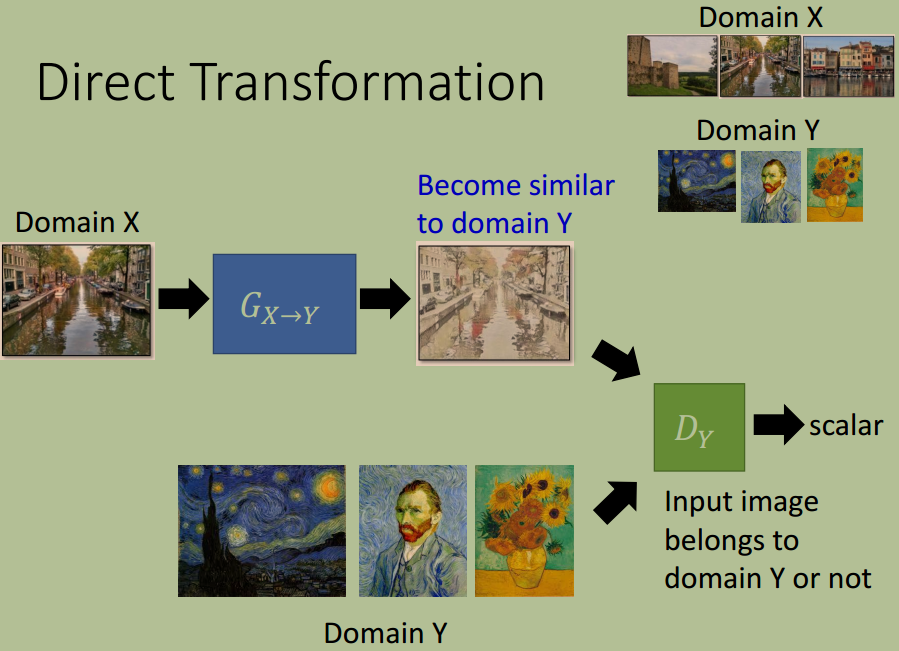 Direct Transformation
Domain X
Domain Y
Domain X
G_{X→Y}
Become similar
to domain Y
D_Y
scalar
Input image
belongs to
domain Y or not
Domain Y